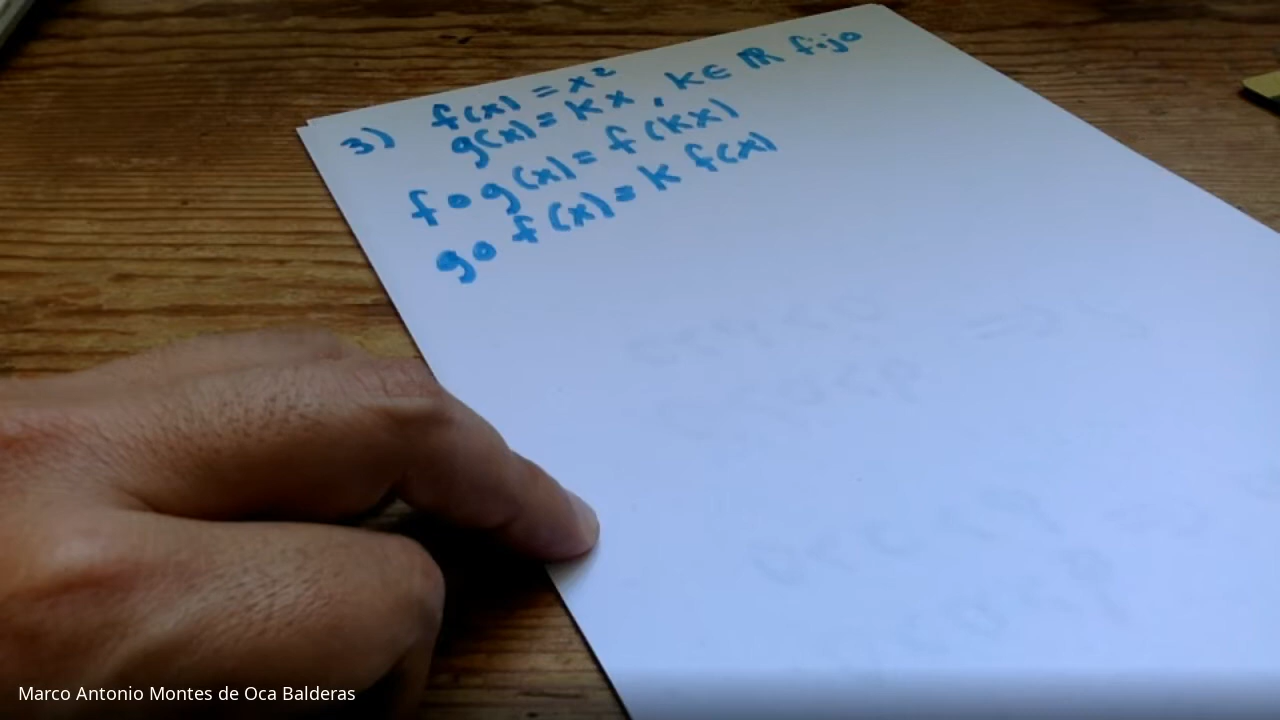 3) f(x) = x²
g(x) = kx, k ∈ ℝ fijo
f∘g(x) = f(kx)
g∘f(x) = k f(x)
Marco Antonio Montes de Oca Balderas